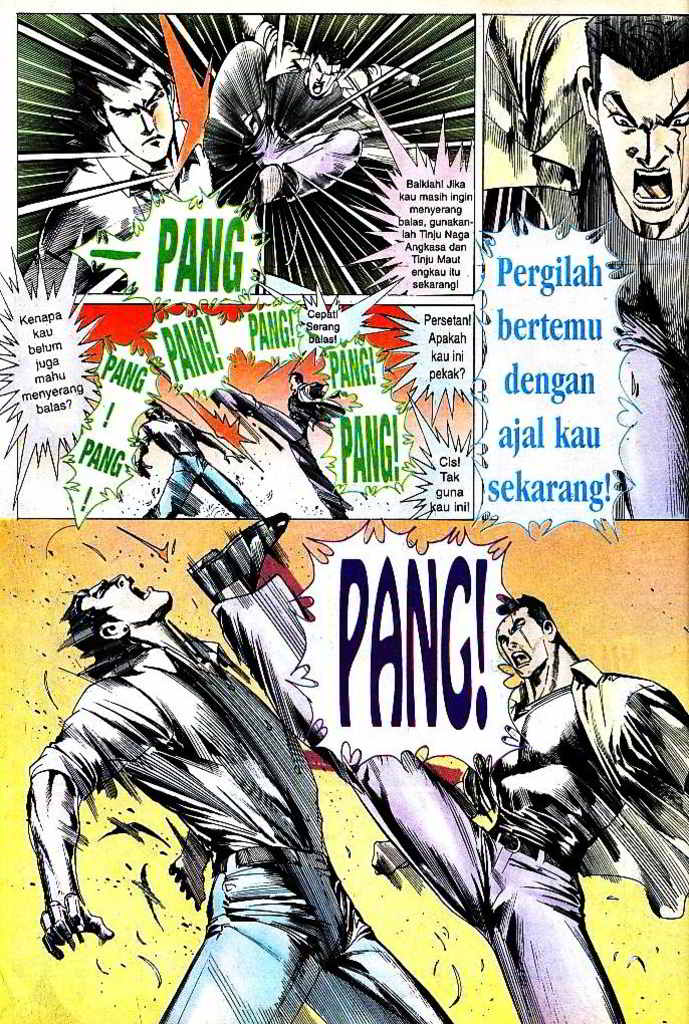 — PANG
Baiklah! Jika
kau masih ingin
menyerang
balas, gunakan-
lah Tinju Naga
Angkasa dan
Tinju Maut
engkau itu
sekarang!
Pergilah
bertemu
dengan
ajal kau
sekarang!
Kenapa
kau
belum
juga
mahu
menyerang
balas?
PANG
!
PANG
!
PANG!
PANG!
Cepat!
Serang
balas!
PANG!
PANG!
Persetan!
Apakah
kau ini
pekak?
Cis!
Tak
guna
kau ini!
PANG!